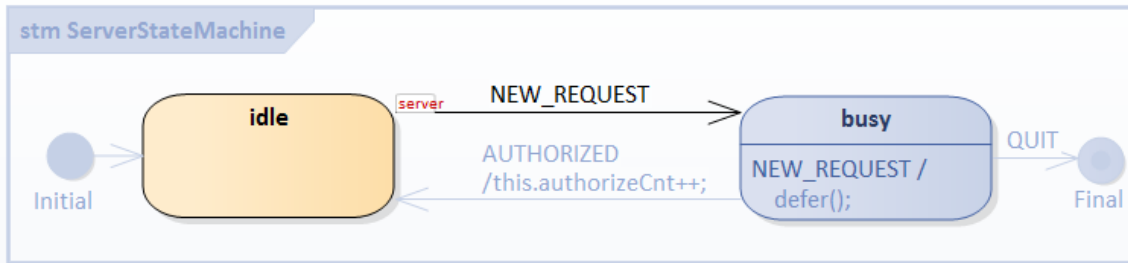 stm ServerStateMachine
idle
server
NEW_REQUEST
busy
AUTHORIZED
/this.authorizeCnt++;
NEW_REQUEST /
defer();
QUIT
Initial
Final